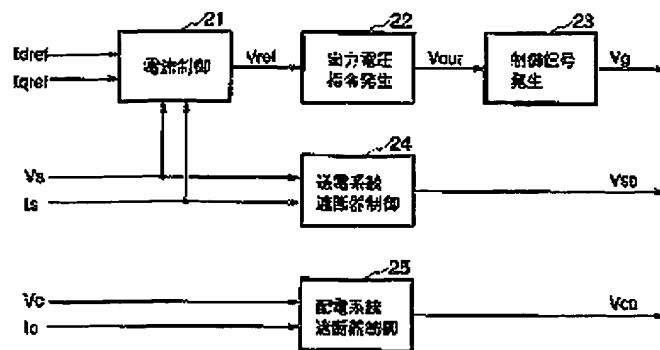 21
22
23
Idref
Iqref
電流制御
Vref
出力電圧
指令発生
Vout
制御信号
発生
Vg
24
Vs
Is
送電系統
遮断器制御
25
Vc
Ic
配電系統
遮断器制御